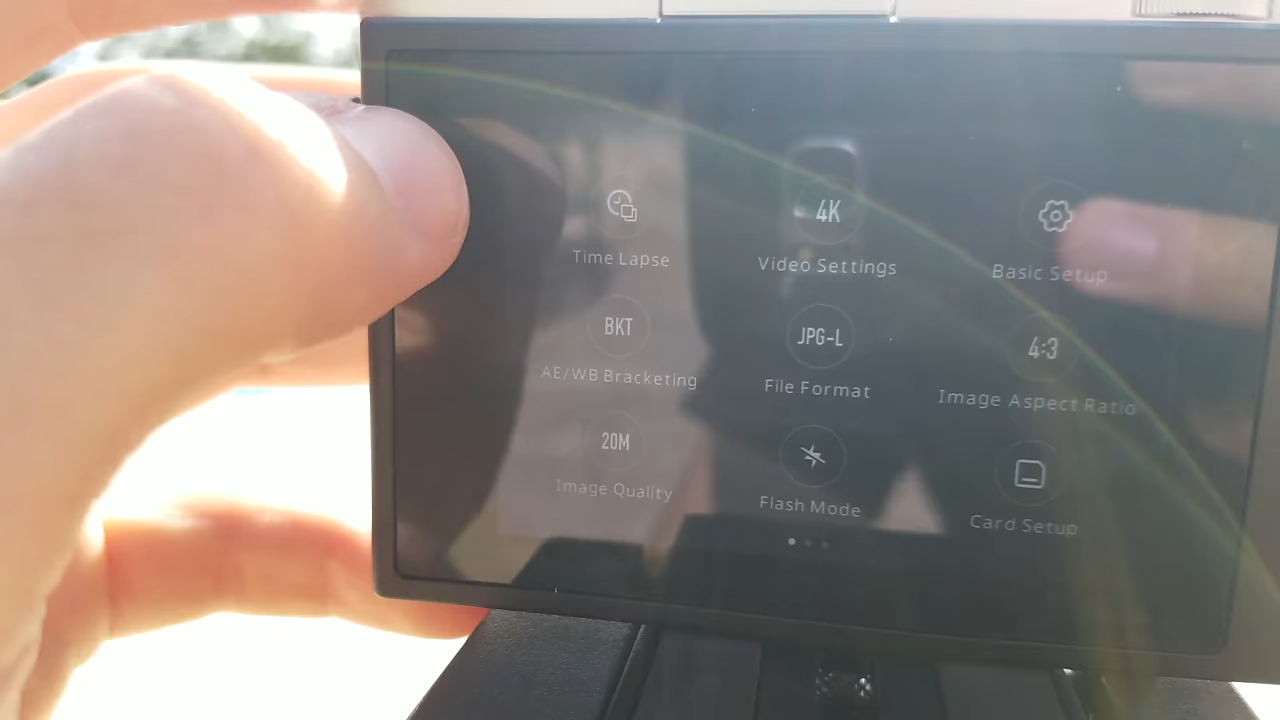 4K
Time Lapse
Video Settings
Basic Setup
BKT
JPG-L
4:3
AE/WB Bracketing
File Format
Image Aspect Ratio
20M
Image Quality
Flash Mode
Card Setup